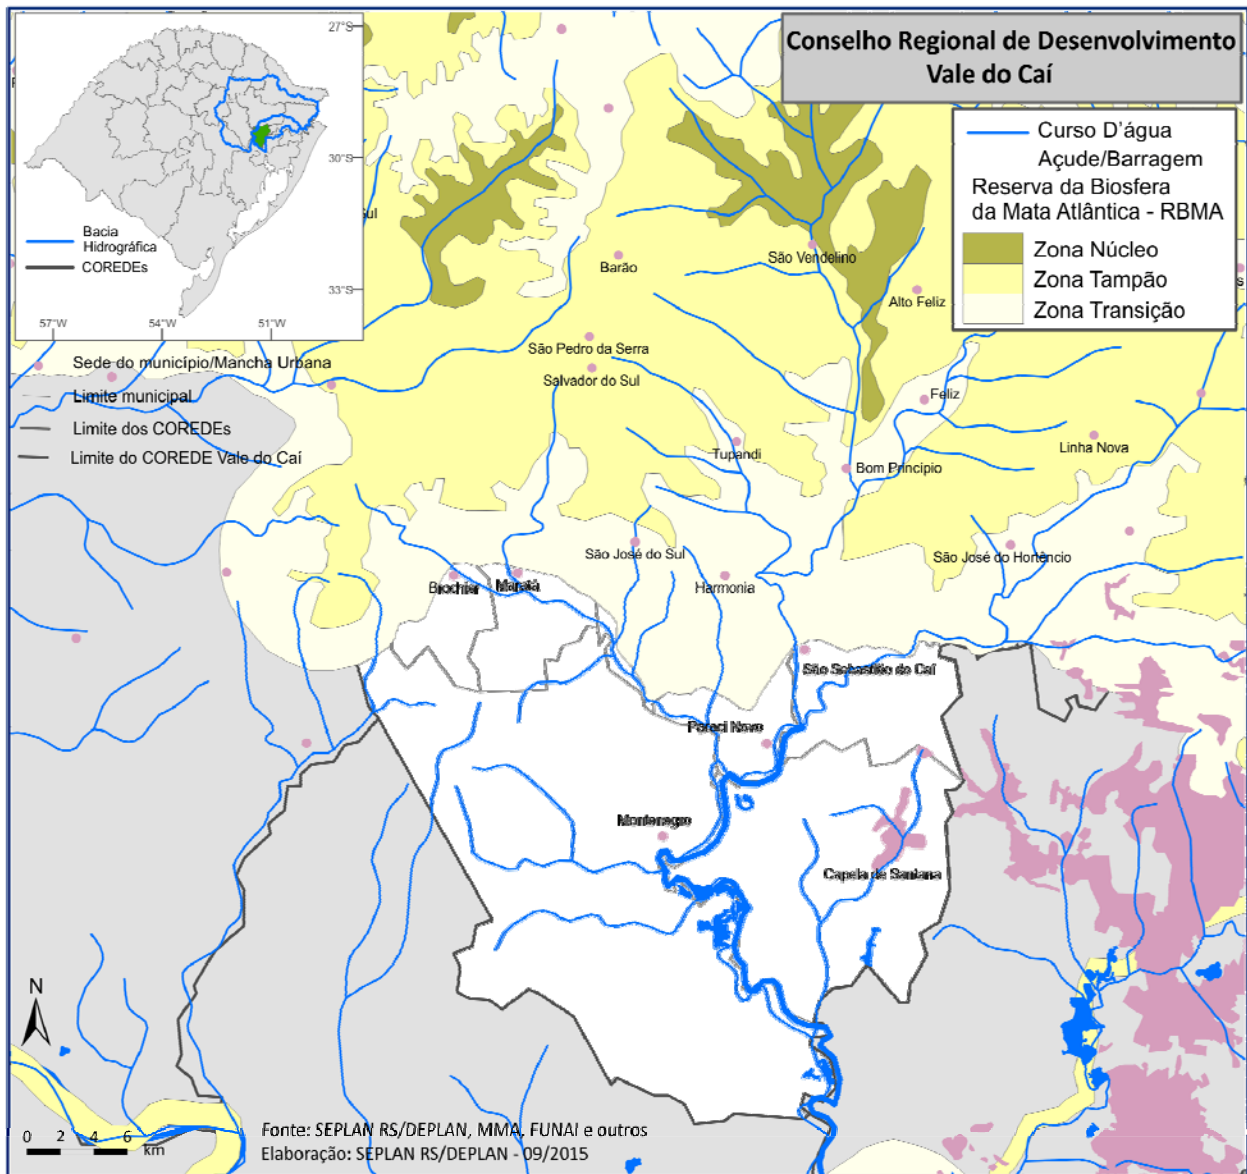 Conselho Regional de Desenvolvimento
Vale do Caí
Curso D'água
Açude/Barragem
Reserva da Biosfera
da Mata Atlântica - RBMA
Zona Núcleo
Zona Tampão
Zona Transição
27°S
30°S
33°S
57°W
54°W
51°W
Bacia
Hidrográfica
COREDEs
Sede do município/Mancha Urbana
Limite municipal
Limite dos COREDEs
Limite do COREDE Vale do Caí
Barão
São Vendelino
Alto Feliz
São Pedro da Serra
Salvador do Sul
Feliz
Tupandi
Linha Nova
Bom Princípio
São José do Sul
São José do Hortêncio
Brochier
Maratá
Harmonia
São Sebastião do Caí
Pareci Novo
Montenegro
Capela de Santana
N
0 2 4 6
km
Fonte: SEPLAN RS/DEPLAN, MMA, FUNAI e outros
Elaboração: SEPLAN RS/DEPLAN - 09/2015